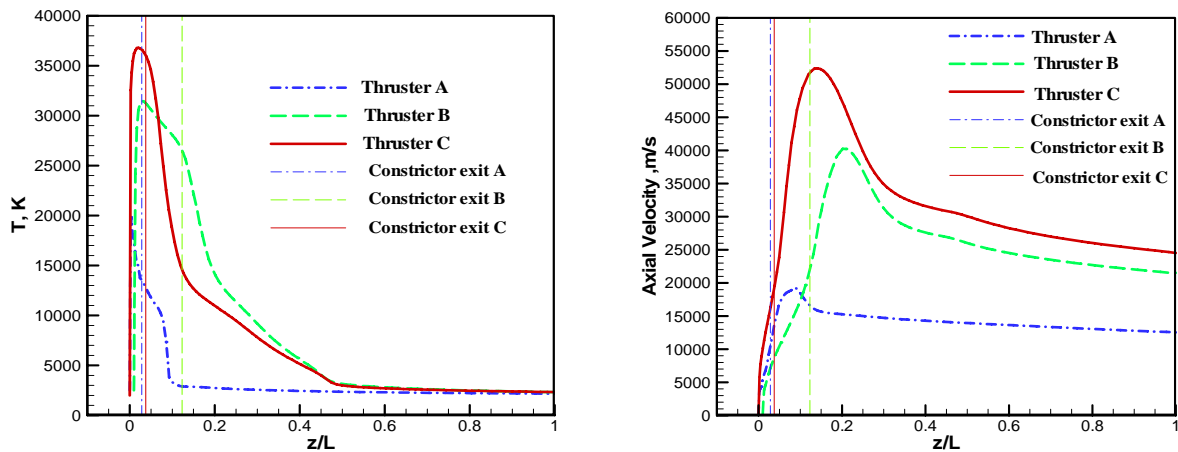 40000
35000
30000
25000
20000
15000
10000
5000
0
T, K
0
0.2
0.4
0.6
0.8
1
z/L
Thruster A
Thruster B
Thruster C
Constrictor exit A
Constrictor exit B
Constrictor exit C
60000
55000
50000
45000
40000
35000
30000
25000
20000
15000
10000
5000
0
Axial Velocity ,m/s
0
0.2
0.4
0.6
0.8
1
z/L
Thruster A
Thruster B
Thruster C
Constrictor exit A
Constrictor exit B
Constrictor exit C